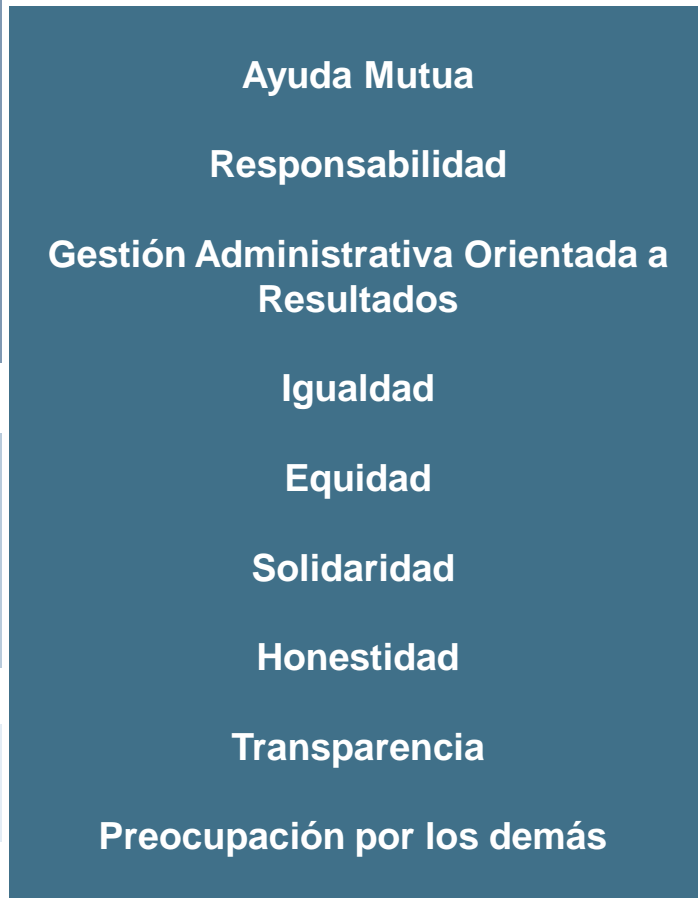 Ayuda Mutua
Responsabilidad
Gestión Administrativa Orientada a
Resultados
Igualdad
Equidad
Solidaridad
Honestidad
Transparencia
Preocupación por los demás